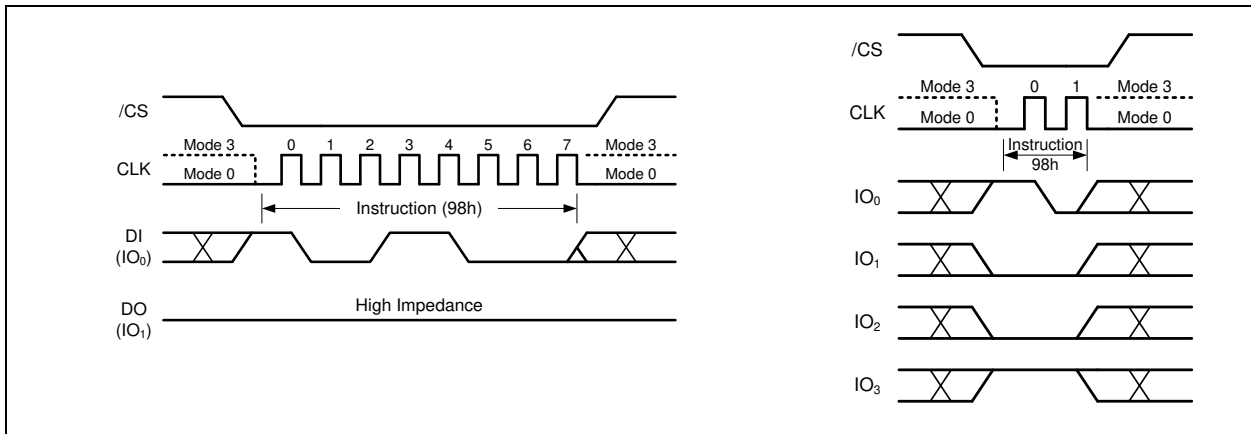 /CS
Mode 3 0 1 2 3 4 5 6 7 Mode 3
CLK
Mode 0 Mode 0
Instruction (98h)
DI
(IO0)
High Impedance
DO
(IO1)
/CS
Mode 3 0 1 Mode 3
CLK
Mode 0 Mode 0
Instruction
98h
IO0
IO1
IO2
IO3